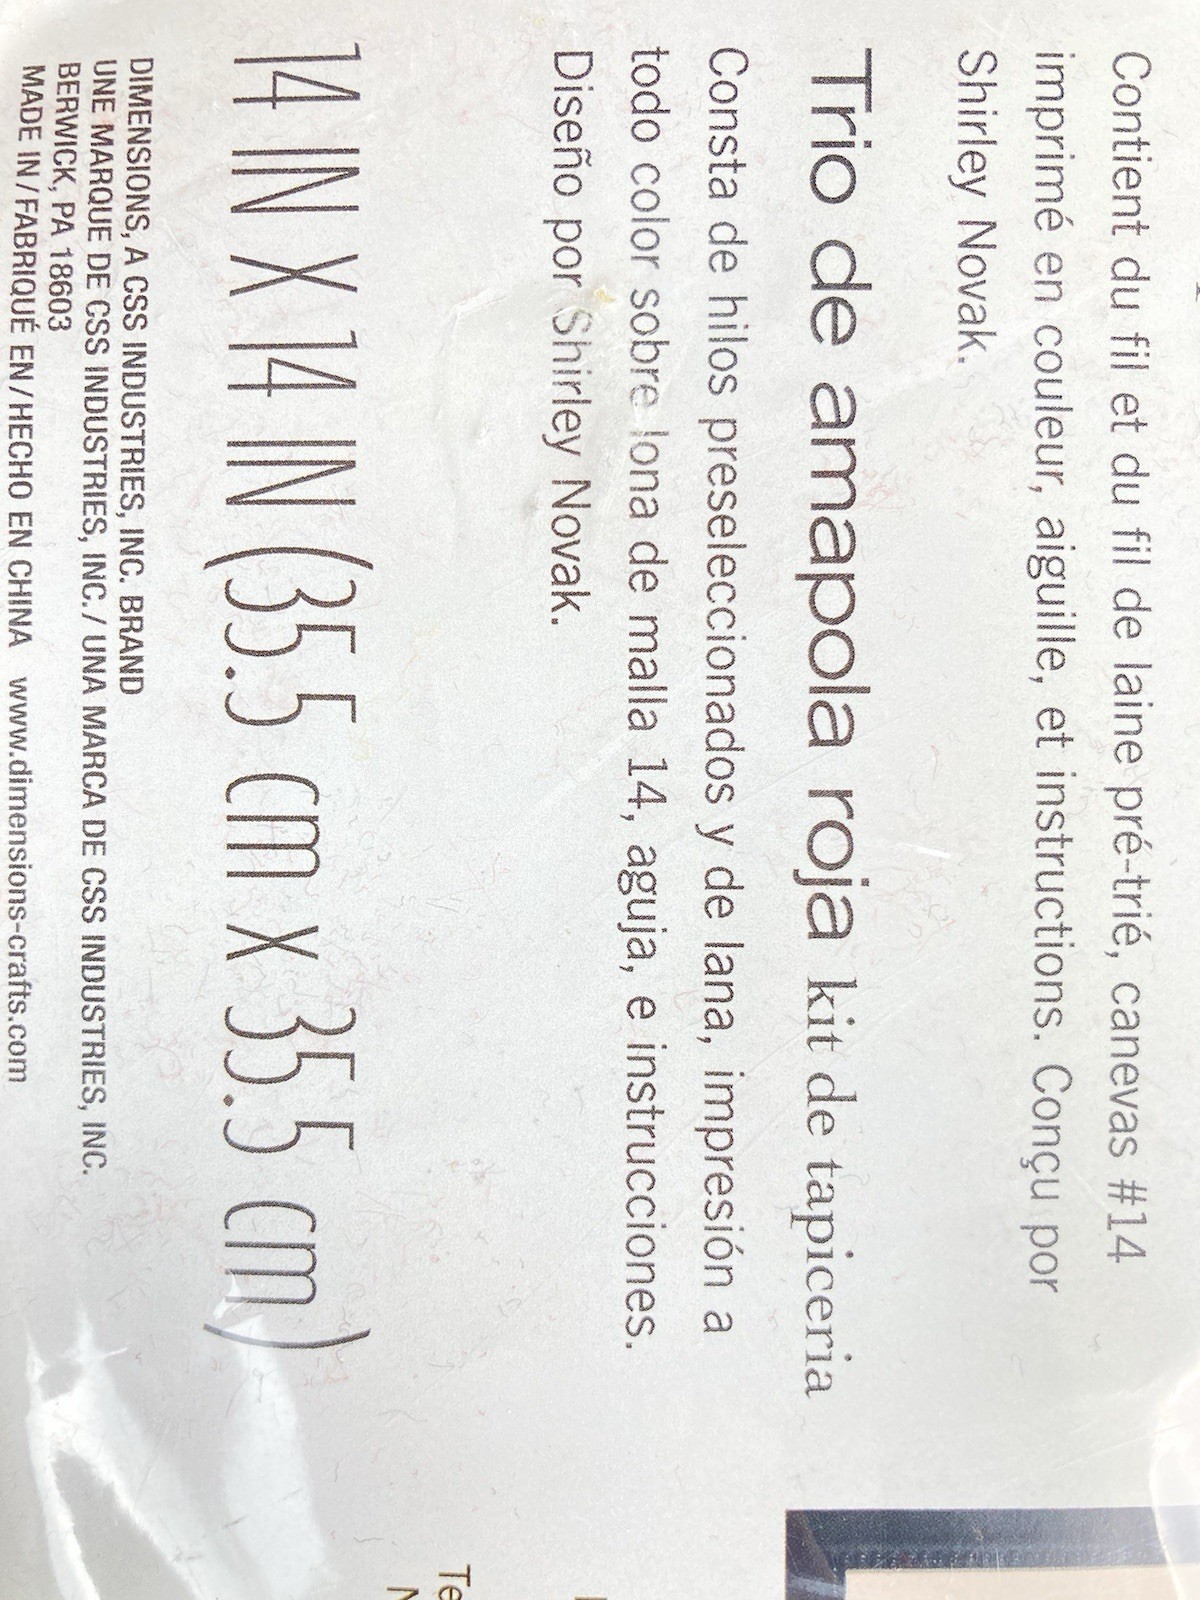 Contient du fil et du fil de laine pré-trié, canevas #14
imprimé en couleur, aiguille, et instructions. Conçu por
Shirley Novak.
Trio de amapola roja kit de tapiceria
Consta de hilos preseleccionados y de lana, impresión a
todo color sobre lona de malla 14, aguja, e instrucciones.
Diseño por Shirley Novak.
14 IN X 14 IN (35.5 cm x 35.5 cm)
DIMENSIONS, A CSS INDUSTRIES, INC. BRAND
UNE MARQUE DE CSS INDUSTRIES, INC. / UNA MARCA DE CSS INDUSTRIES, INC.
BERWICK, PA 18603
MADE IN / FABRIQUÉ EN / HECHO EN CHINA www.dimensions-crafts.com